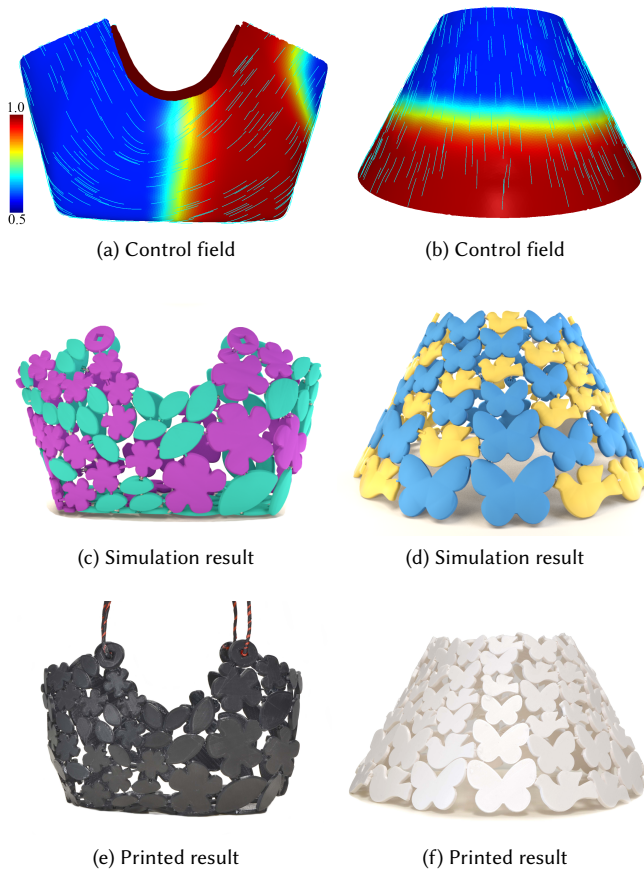 1.0
0.5
(a) Control field
(b) Control field
(c) Simulation result
(d) Simulation result
(e) Printed result
(f) Printed result